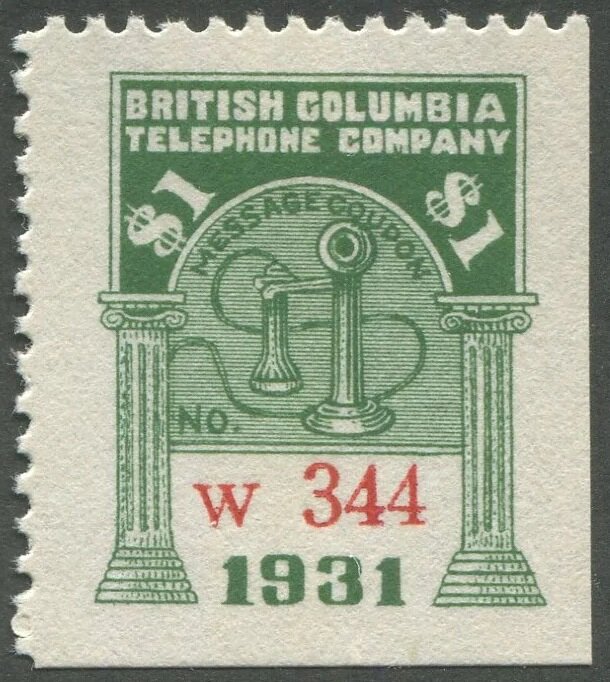 BRITISH COLUMBIA
TELEPHONE COMPANY
$1 $1
MESSAGE COUPON
NO.
W 344
1931